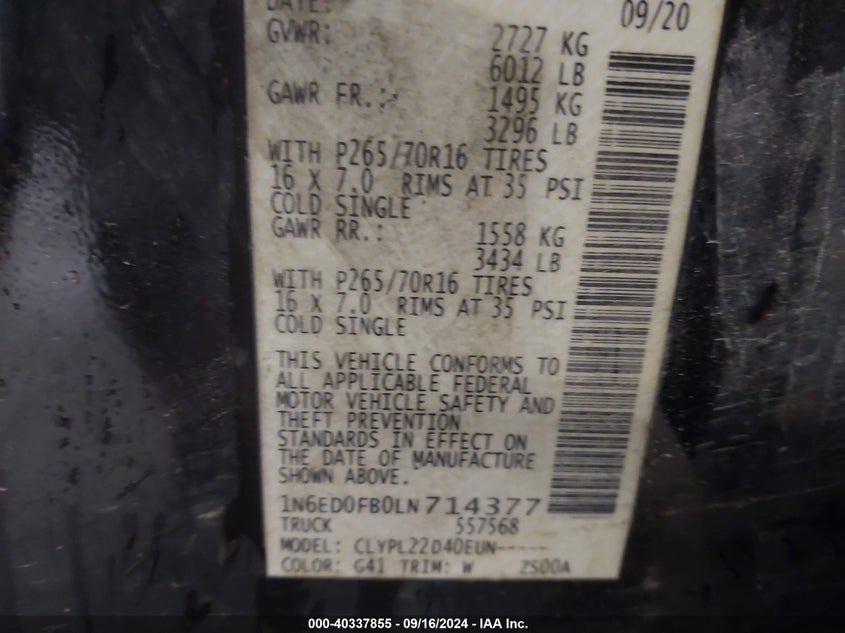 DATE: 09/20
GVWR: 2727 KG
6012 LB
GAWR FR.: 1495 KG
3296 LB
WITH P265/70R16 TIRES
16 X 7.0 RIMS AT 35 PSI
COLD SINGLE
GAWR RR.: 1558 KG
3434 LB
WITH P265/70R16 TIRES
16 X 7.0 RIMS AT 35 PSI
COLD SINGLE
THIS VEHICLE CONFORMS TO
ALL APPLICABLE FEDERAL
MOTOR VEHICLE SAFETY AND
THEFT PREVENTION
STANDARDS IN EFFECT ON
THE DATE OF MANUFACTURE
SHOWN ABOVE.
1N6ED0FB0LN714377
TRUCK 557568
MODEL: CLYPL22D40EUN-----
COLOR: G41 TRIM: W ZS00A
000-40337855 - 09/16/2024 - IAA Inc.